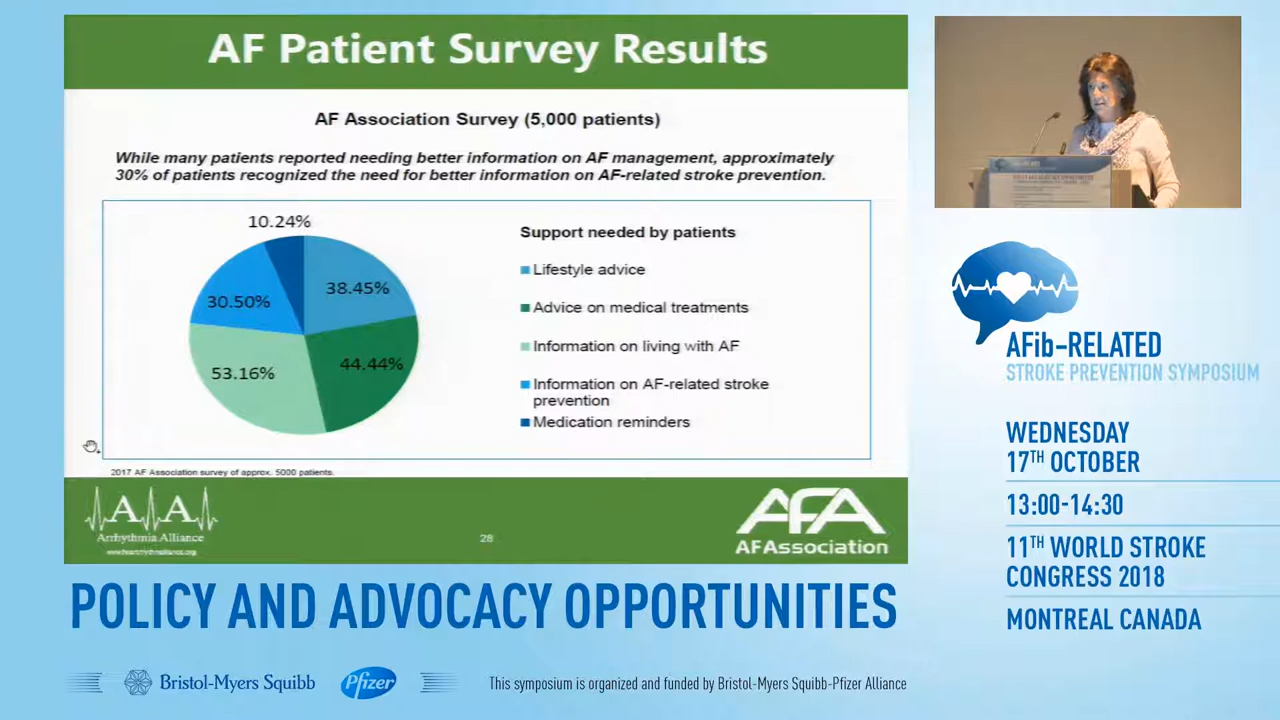 AF Patient Survey Results
AF Association Survey (5,000 patients)
While many patients reported needing better information on AF management, approximately
30% of patients recognized the need for better information on AF-related stroke prevention.
10.24%
30.50%
38.45%
53.16%
44.44%
Support needed by patients
Lifestyle advice
Advice on medical treatments
Information on living with AF
Information on AF-related stroke
prevention
Medication reminders
2017 AF Association survey of approx. 5000 patients.
AAA
Arrhythmia Alliance
www.heartrhythmalliance.org
28
AFA
AFAssociation
AFib-RELATED
STROKE PREVENTION SYMPOSIUM
WEDNESDAY
17TH OCTOBER
13:00-14:30
11TH WORLD STROKE
CONGRESS 2018
MONTREAL CANADA
POLICY AND ADVOCACY OPPORTUNITIES
Bristol-Myers Squibb
Pfizer
This symposium is organized and funded by Bristol-Myers Squibb-Pfizer Alliance